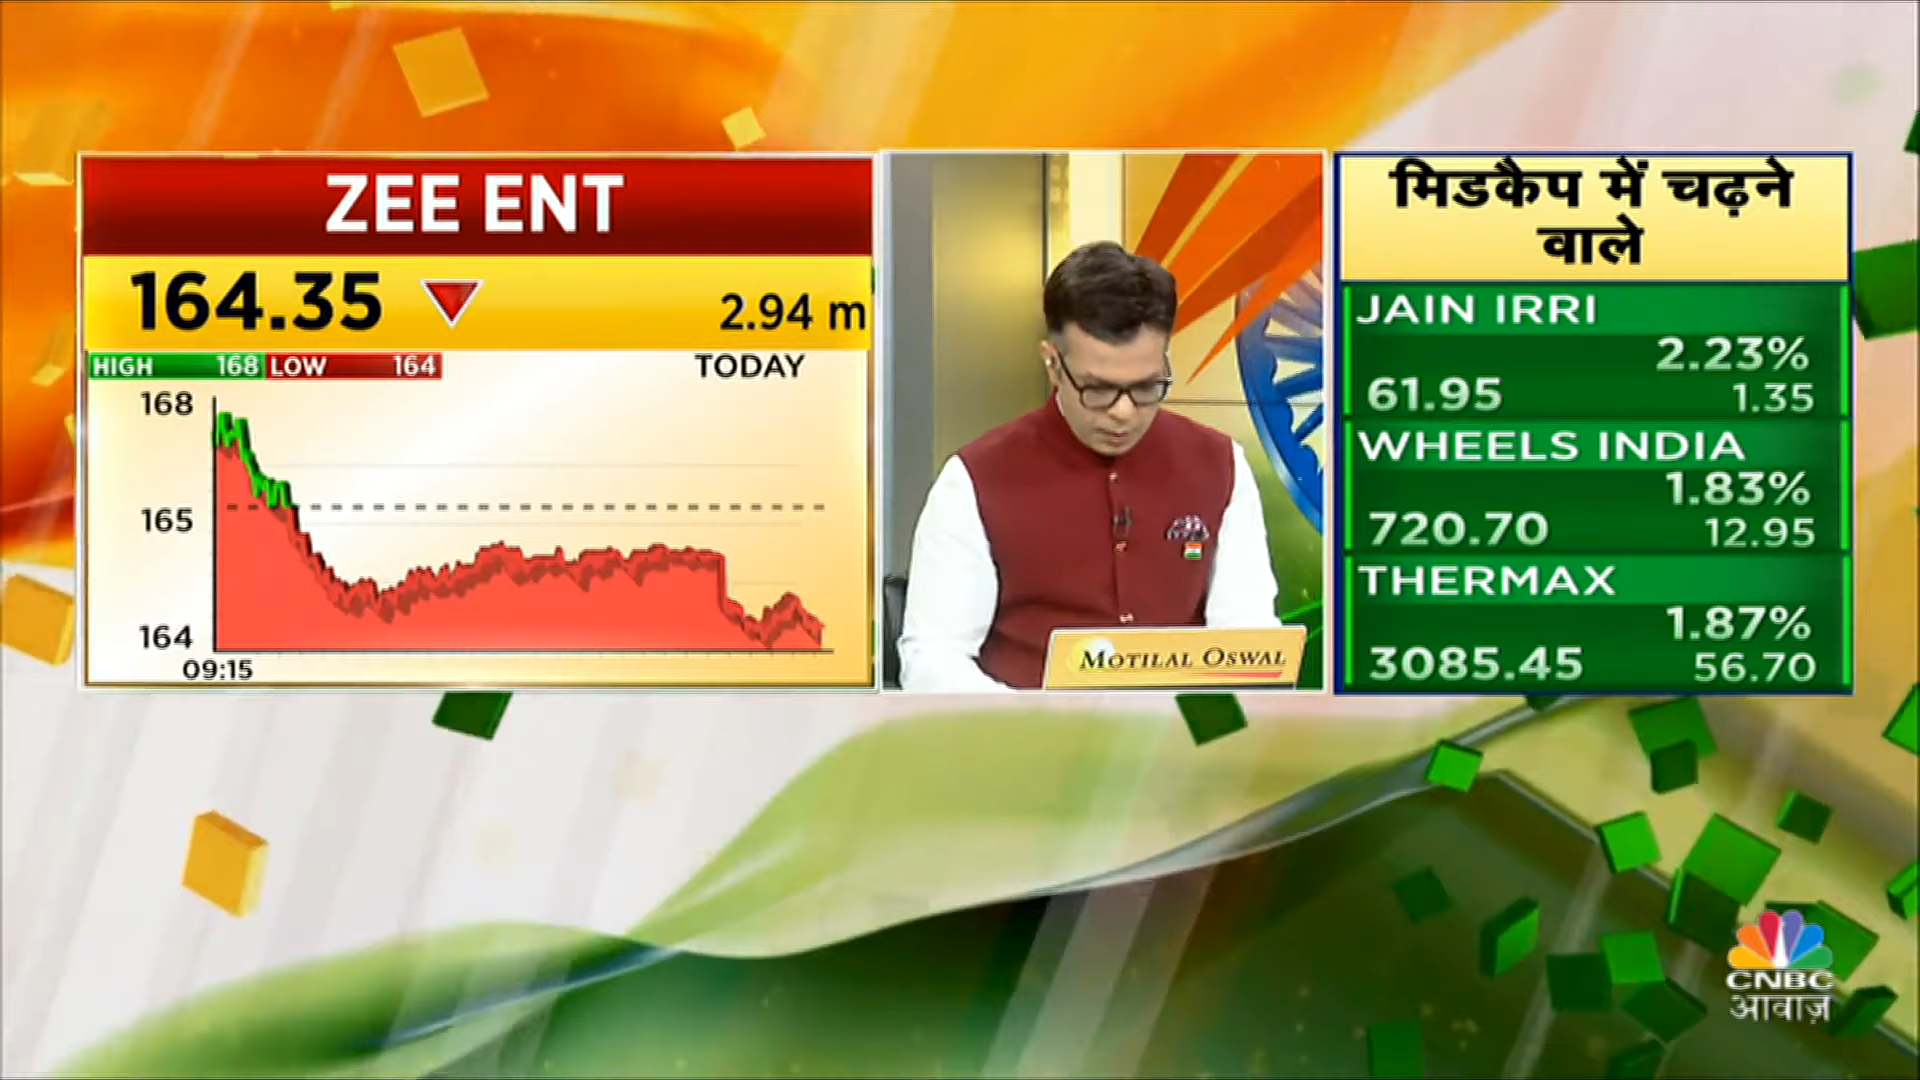 ZEE ENT
164.35
2.94 m
HIGH 168 LOW 164
TODAY
168
165
164
09:15
MOTILAL OSWAL
मिडकैप में चढ़ने
वाले
JAIN IRRI
2.23%
61.95 1.35
WHEELS INDIA
1.83%
720.70 12.95
THERMAX
1.87%
3085.45 56.70
CNBC
आवाज़